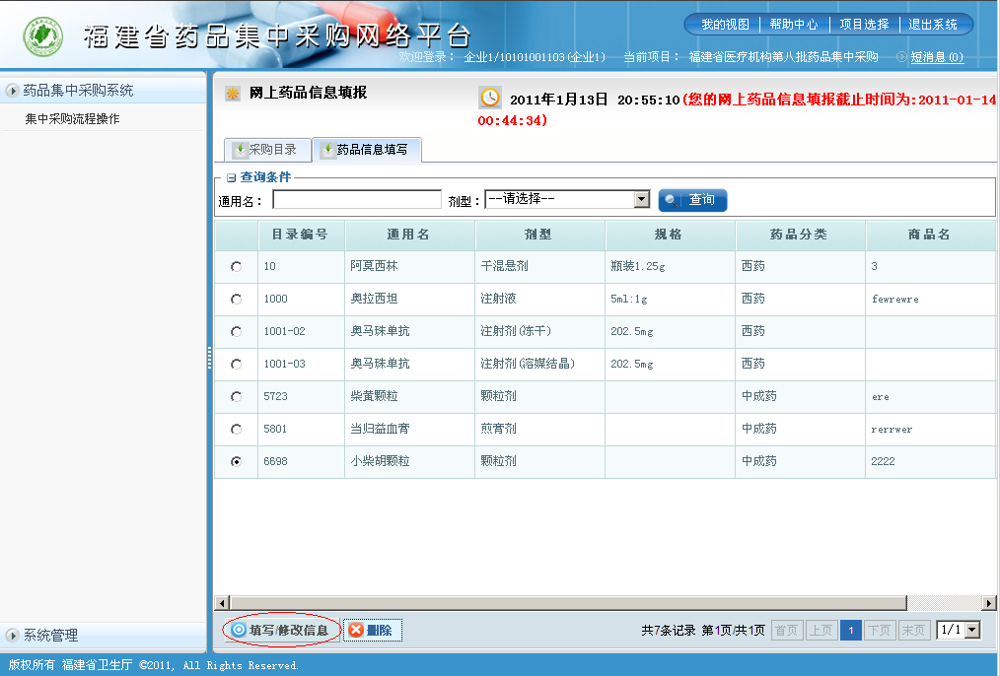 福建省药品集中采购网络平台
我的视图 帮助中心 项目选择 退出系统
欢迎登录： 企业1/10101001103(企业1) 当前项目： 福建省医疗机构第八批药品集中采购 短消息(0)
药品集中采购系统
集中采购流程操作
网上药品信息填报
2011年1月13日 20:55:10(您的网上药品信息填报截止时间为:2011-01-14
00:44:34)
采购目录 药品信息填写
查询条件
通用名： 剂型： --请选择-- 查询
目录编号 通用名 剂型 规格 药品分类 商品名
10 阿莫西林 干混悬剂 瓶装1.25g 西药 3
1000 奥拉西坦 注射液 5ml:1g 西药 fewrewre
1001-02 奥马珠单抗 注射剂(冻干) 202.5mg 西药
1001-03 奥马珠单抗 注射剂(溶媒结晶) 202.5mg 西药
5723 柴黄颗粒 颗粒剂 中成药 ere
5801 当归益血膏 煎膏剂 中成药 rerrwer
6698 小柴胡颗粒 颗粒剂 中成药 2222
填写/修改信息 删除 共7条记录 第1页/共1页 首页 上页 1 下页 末页 1/1
系统管理
版权所有 福建省卫生厅 ©2011, All Rights Reserved.